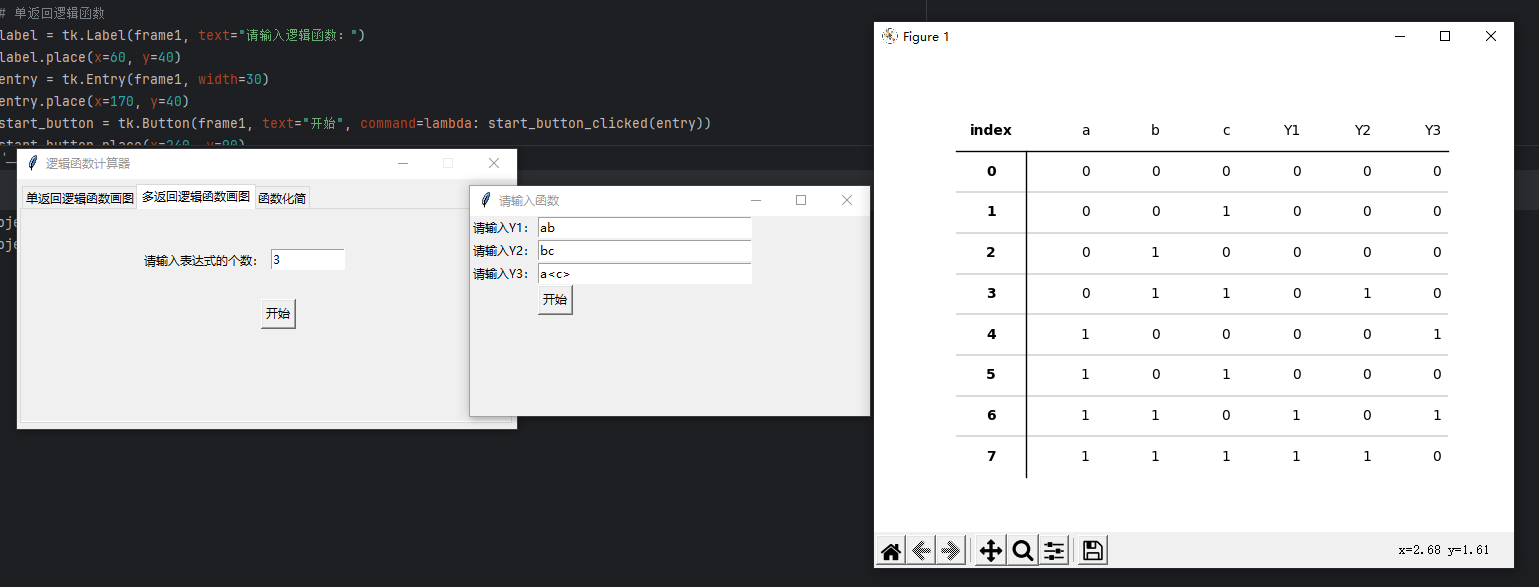 # 单返回逻辑函数
label = tk.Label(frame1, text="请输入逻辑函数：")
label.place(x=60, y=40)
entry = tk.Entry(frame1, width=30)
entry.place(x=170, y=40)
start_button = tk.Button(frame1, text="开始", command=lambda: start_button_clicked(entry))
start_button.place(x=240, y=90)
逻辑函数计算器
单返回逻辑函数画图 多返回逻辑函数画图 函数化简
请输入表达式的个数： 3
开始
请输入函数
请输入Y1： ab
请输入Y2： bc
请输入Y3： a<c>
开始
Figure 1
index a b c Y1 Y2 Y3
0 0 0 0 0 0 0
1 0 0 1 0 0 0
2 0 1 0 0 0 0
3 0 1 1 0 1 0
4 1 0 0 0 0 1
5 1 0 1 0 0 0
6 1 1 0 1 0 1
7 1 1 1 1 1 0
x=2.68 y=1.61